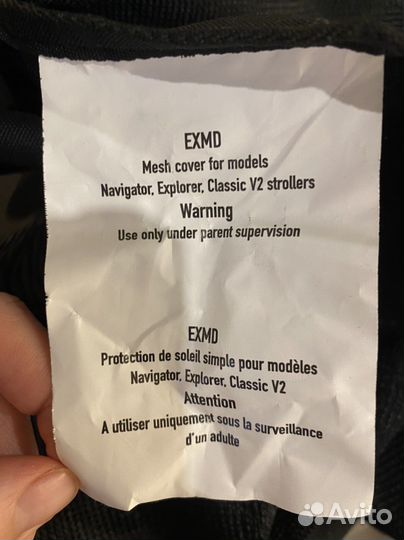 EXMD
Mesh cover for models
Navigator, Explorer, Classic V2 strollers
Warning
Use only under parent supervision
EXMD
Protection de soleil simple pour modèles
Navigator, Explorer, Classic V2
Attention
A utiliser uniquement sous la surveillance
d'un adulte
Avito